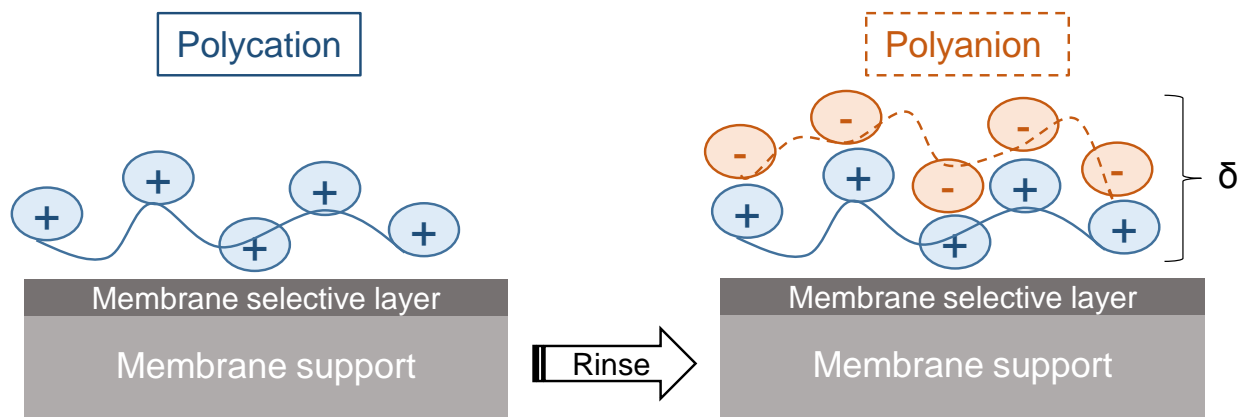 Polycation
+
+
+
+
+
Membrane selective layer
Membrane support
Rinse
Polyanion
-
-
-
-
-
+
+
+
+
+
δ
Membrane selective layer
Membrane support